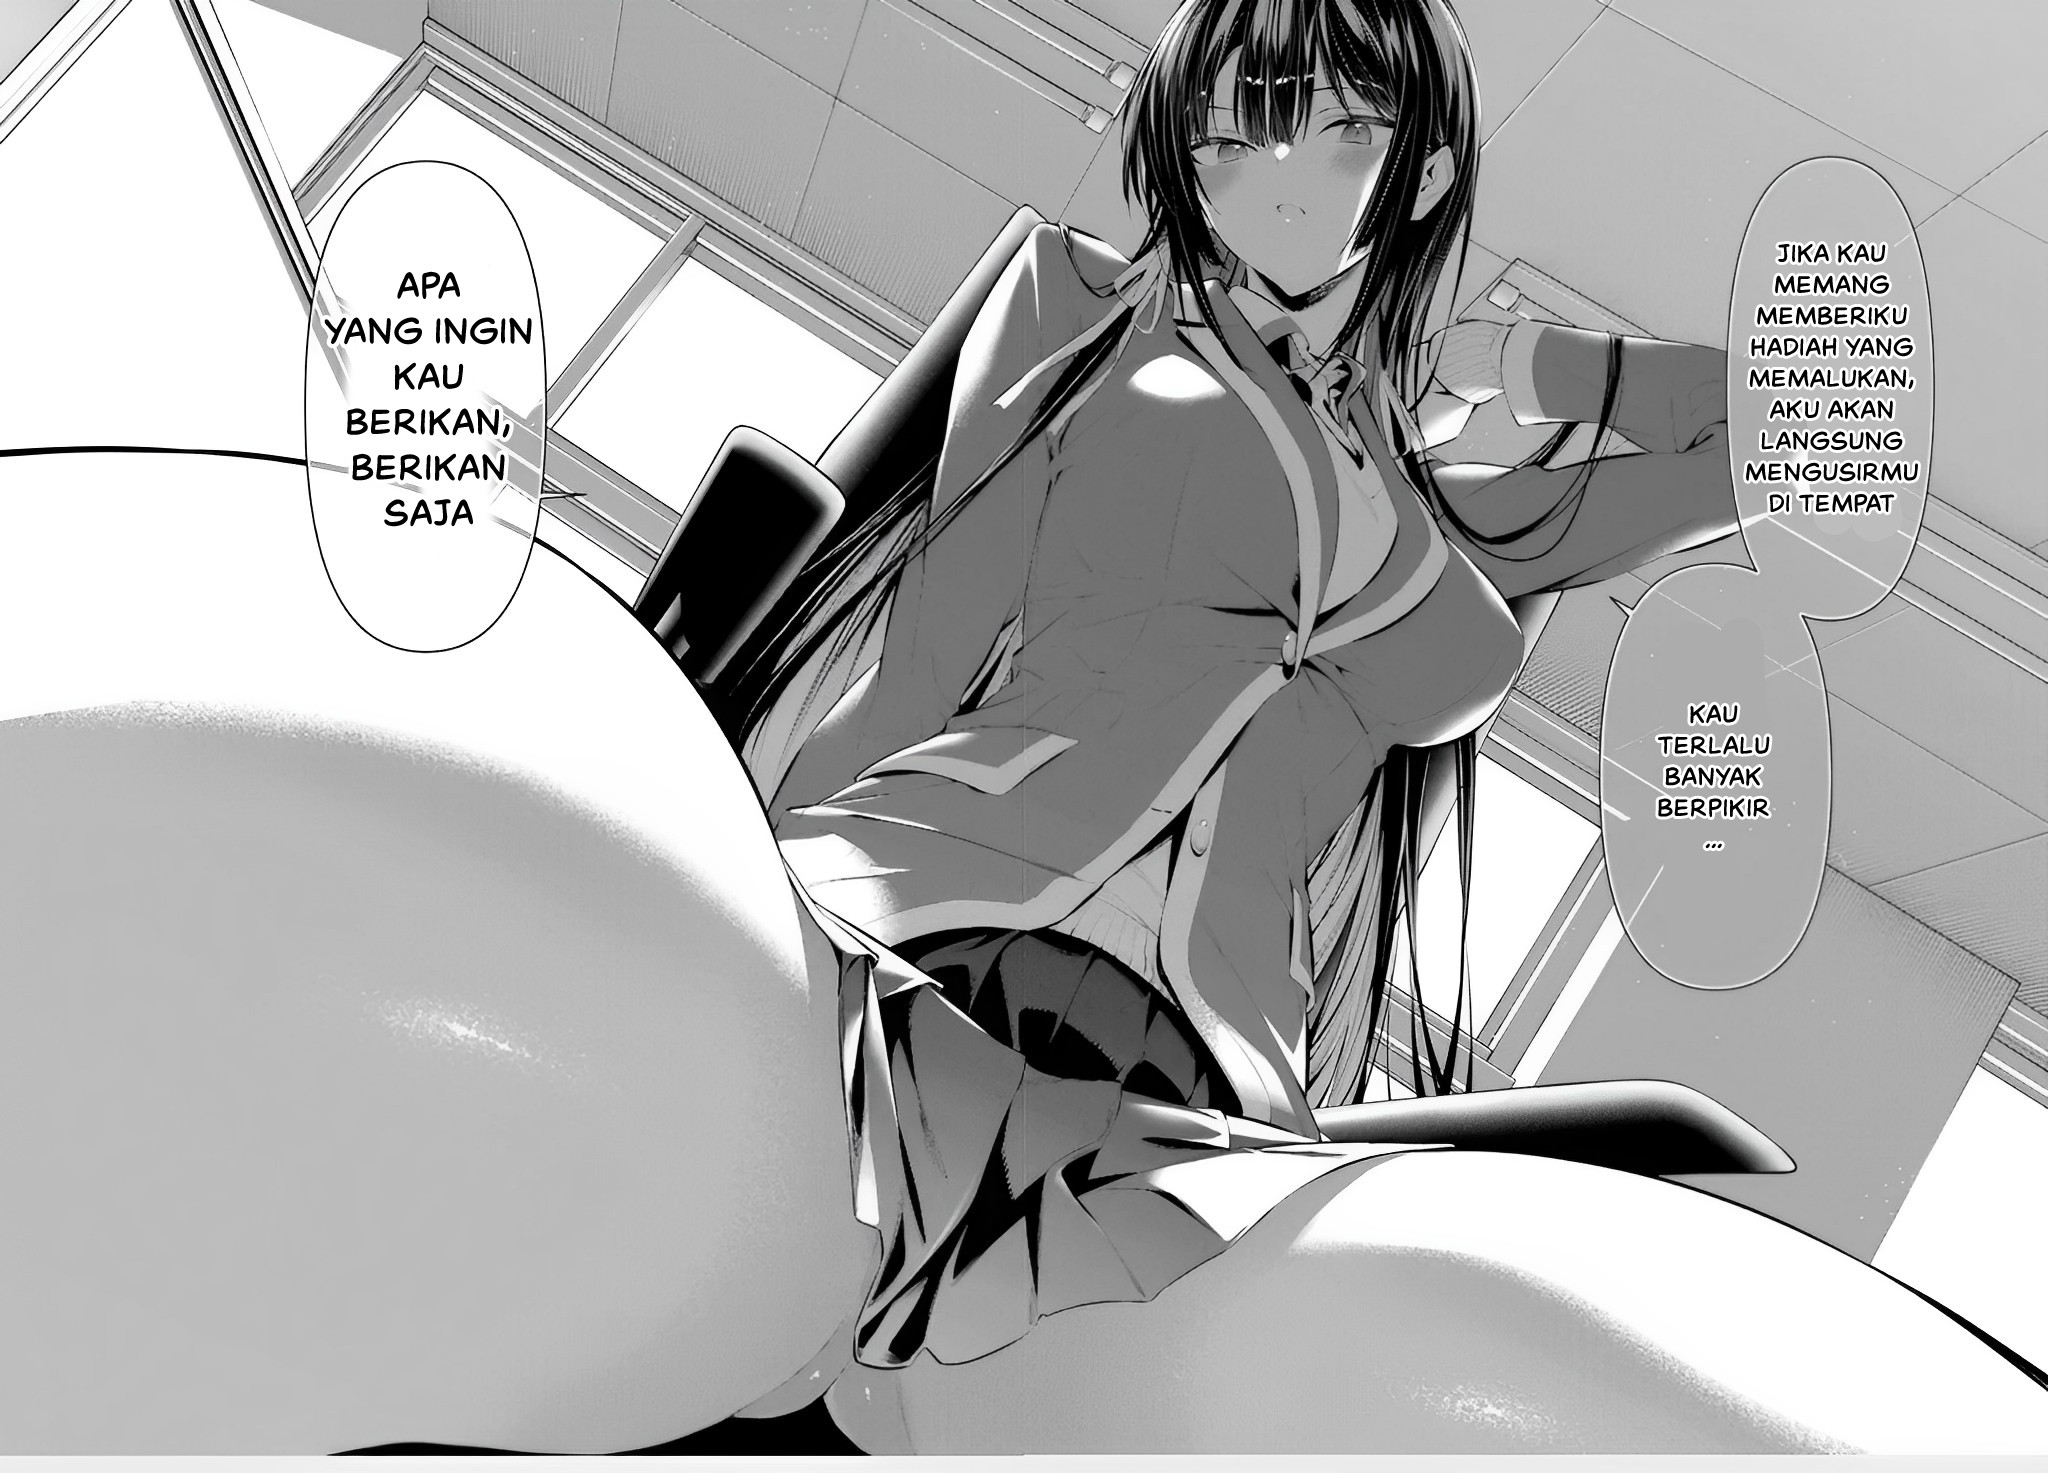 JIKA KAU
MEMANG
MEMBERIKU
HADIAH YANG
MEMALUKAN,
AKU AKAN
LANGSUNG
MENGUSIRMU
DI TEMPAT
KAU
TERLALU
BANYAK
BERPIKIR
...
APA
YANG INGIN
KAU
BERIKAN,
BERIKAN
SAJA